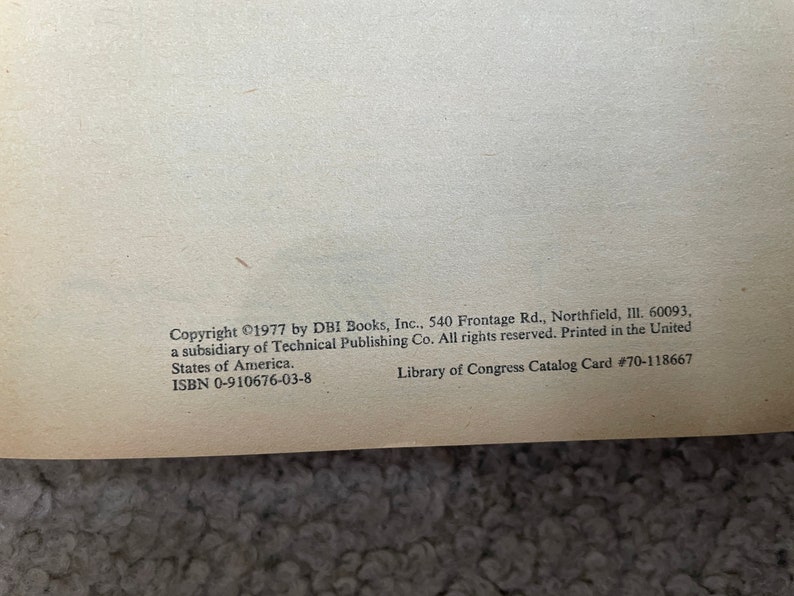 Copyright ©1977 by DBI Books, Inc., 540 Frontage Rd., Northfield, Ill. 60093,
a subsidiary of Technical Publishing Co. All rights reserved. Printed in the United
States of America.
ISBN 0-910676-03-8 Library of Congress Catalog Card #70-118667